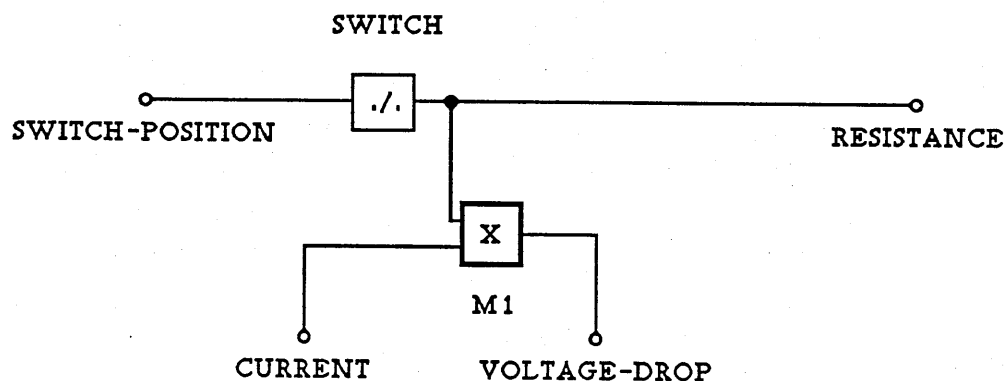 SWITCH
./.
SWITCH-POSITION
RESISTANCE
X
M1
CURRENT
VOLTAGE-DROP